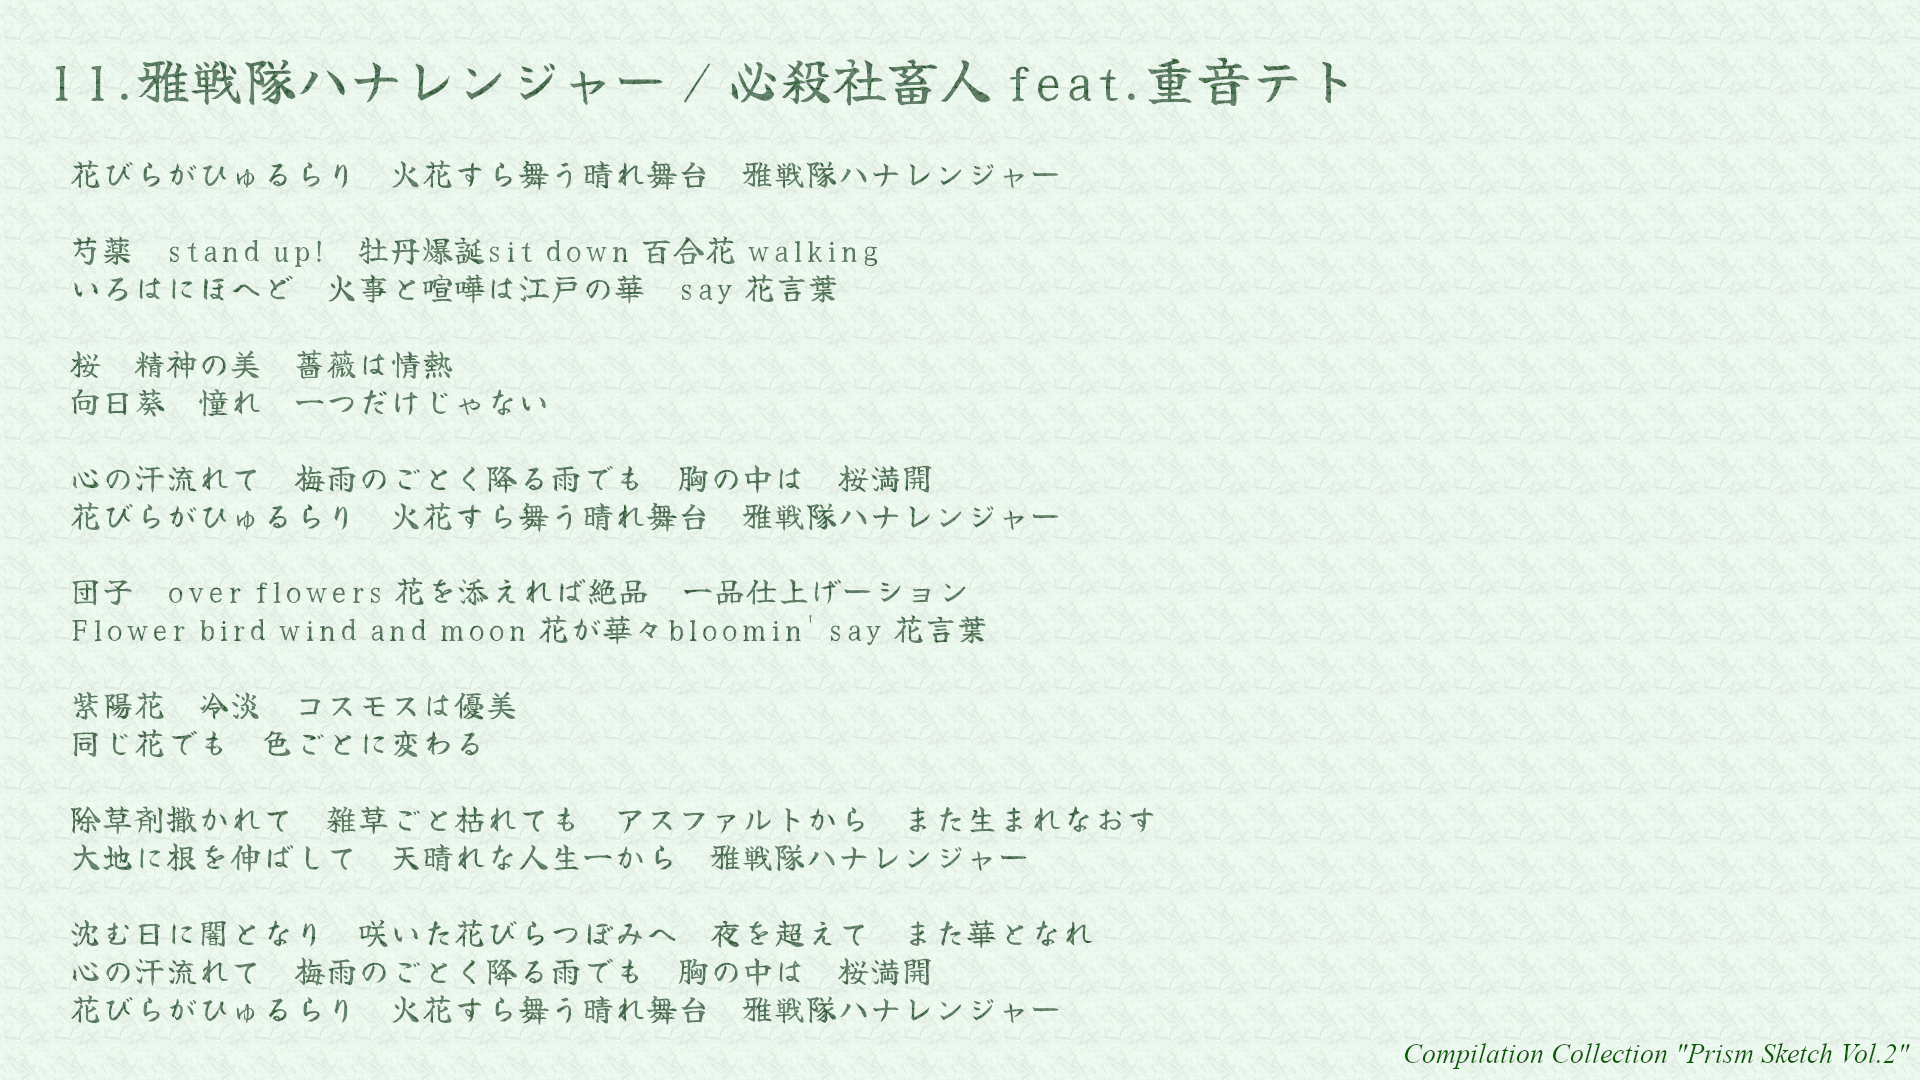 11.雅戦隊ハナレンジャー / 必殺社畜人 feat.重音テト
花びらがひゅるらり　火花すら舞う晴れ舞台　雅戦隊ハナレンジャー
芍薬　stand up!　牡丹爆誕sit down 百合花 walking
いろはにほへど　火事と喧嘩は江戸の華　say 花言葉
桜　精神の美　薔薇は情熱
向日葵　憧れ　一つだけじゃない
心の汗流れて　梅雨のごとく降る雨でも　胸の中は　桜満開
花びらがひゅるらり　火花すら舞う晴れ舞台　雅戦隊ハナレンジャー
団子　over flowers 花を添えれば絶品　一品仕上げーション
Flower bird wind and moon 花が華々bloomin' say 花言葉
紫陽花　冷淡　コスモスは優美
同じ花でも　色ごとに変わる
除草剤撒かれて　雑草ごと枯れても　アスファルトから　また生まれなおす
大地に根を伸ばして　天晴れな人生一から　雅戦隊ハナレンジャー
沈む日に闇となり　咲いた花びらつぼみへ　夜を超えて　また華となれ
心の汗流れて　梅雨のごとく降る雨でも　胸の中は　桜満開
花びらがひゅるらり　火花すら舞う晴れ舞台　雅戦隊ハナレンジャー
Compilation Collection "Prism Sketch Vol.2"